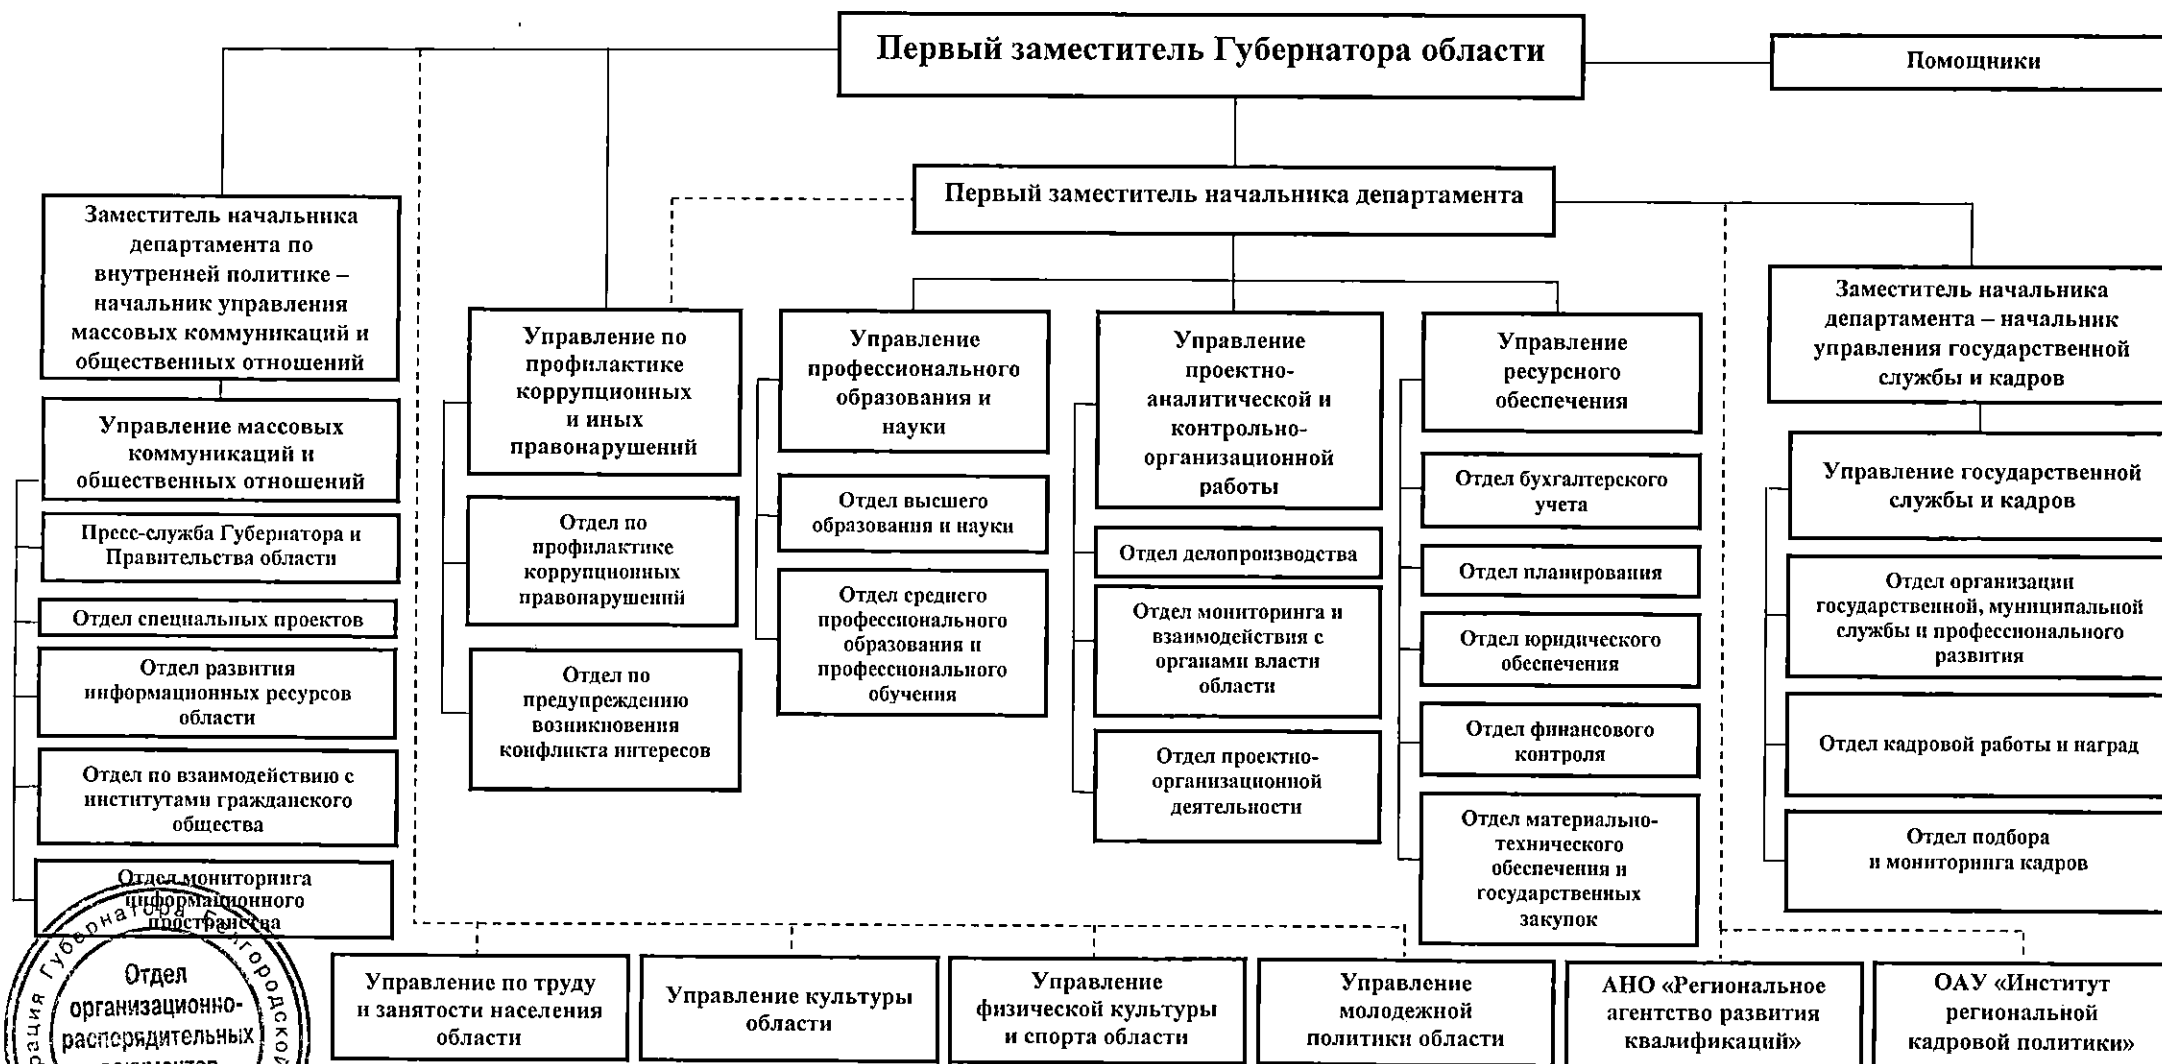 Первый заместитель Губернатора области
Помощники
Первый заместитель начальника департамента
Заместитель начальника
департамента по
внутренней политике –
начальник управления
массовых коммуникаций и
общественных отношений
Управление массовых
коммуникаций и
общественных отношений
Пресс-служба Губернатора и
Правительства области
Отдел специальных проектов
Отдел развития
информационных ресурсов
области
Отдел по взаимодействию с
институтами гражданского
общества
Отдел мониторинга
информационного
пространства
Управление по
профилактике
коррупционных
и иных
правонарушений
Отдел по
профилактике
коррупционных
правонарушений
Отдел по
предупреждению
возникновения
конфликта интересов
Управление
профессионального
образования и
науки
Отдел высшего
образования и науки
Отдел среднего
профессионального
образования и
профессионального
обучения
Управление
проектно-
аналитической и
контрольно-
организационной
работы
Отдел делопроизводства
Отдел мониторинга и
взаимодействия с
органами власти
области
Отдел проектно-
организационной
деятельности
Управление
ресурсного
обеспечения
Отдел бухгалтерского
учета
Отдел планирования
Отдел юридического
обеспечения
Отдел финансового
контроля
Отдел материально-
технического
обеспечения и
государственных
закупок
Заместитель начальника
департамента – начальник
управления государственной
службы и кадров
Управление государственной
службы и кадров
Отдел организации
государственной, муниципальной
службы и профессионального
развития
Отдел кадровой работы и наград
Отдел подбора
и мониторинга кадров
Управление по труду
и занятости населения
области
Управление культуры
области
Управление
физической культуры
и спорта области
Управление
молодежной
политики области
АНО «Региональное
агентство развития
квалификаций»
ОАУ «Институт
региональной
кадровой политики»
Губернатора Белгородской
Отдел
организационно-
распорядительных